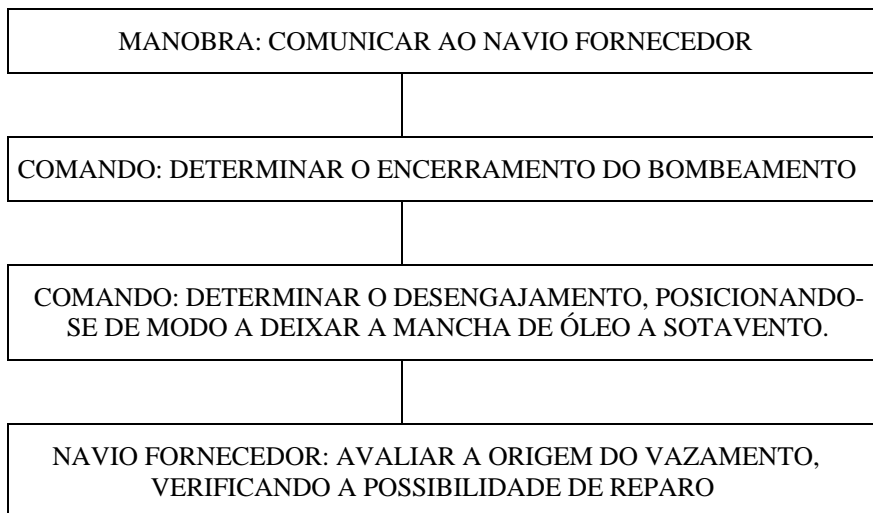 MANOBRA: COMUNICAR AO NAVIO FORNECEDOR
COMANDO: DETERMINAR O ENCERRAMENTO DO BOMBEAMENTO
COMANDO: DETERMINAR O DESENGAJAMENTO, POSICIONANDO-
SE DE MODO A DEIXAR A MANCHA DE ÓLEO A SOTAVENTO.
NAVIO FORNECEDOR: AVALIAR A ORIGEM DO VAZAMENTO,
VERIFICANDO A POSSIBILIDADE DE REPARO